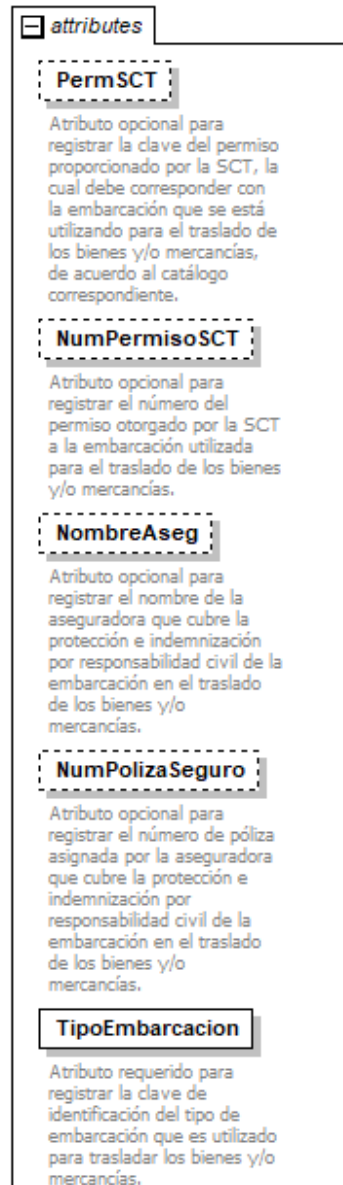 attributes
PermSCT
Atributo opcional para
registrar la clave del permiso
proporcionado por la SCT, la
cual debe corresponder con
la embarcación que se está
utilizando para el traslado de
los bienes y/o mercancías,
de acuerdo al catálogo
correspondiente.
NumPermisoSCT
Atributo opcional para
registrar el número del
permiso otorgado por la SCT
a la embarcación utilizada
para el traslado de los bienes
y/o mercancías.
NombreAseg
Atributo opcional para
registrar el nombre de la
aseguradora que cubre la
protección e indemnización
por responsabilidad civil de la
embarcación en el traslado
de los bienes y/o
mercancías.
NumPolizaSeguro
Atributo opcional para
registrar el número de póliza
asignada por la aseguradora
que cubre la protección e
indemnización por
responsabilidad civil de la
embarcación en el traslado
de los bienes y/o
mercancías.
TipoEmbarcacion
Atributo requerido para
registrar la clave de
identificación del tipo de
embarcación que es utilizado
para trasladar los bienes y/o
mercancías.